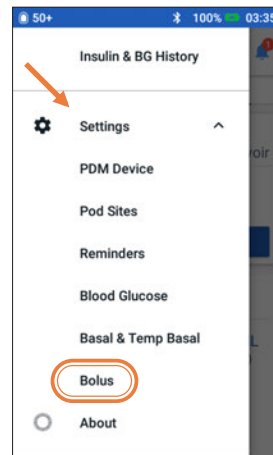 50+ 100% 03:35
Insulin & BG History
Settings
PDM Device
Pod Sites
Reminders
Blood Glucose
Basal & Temp Basal
Bolus
About